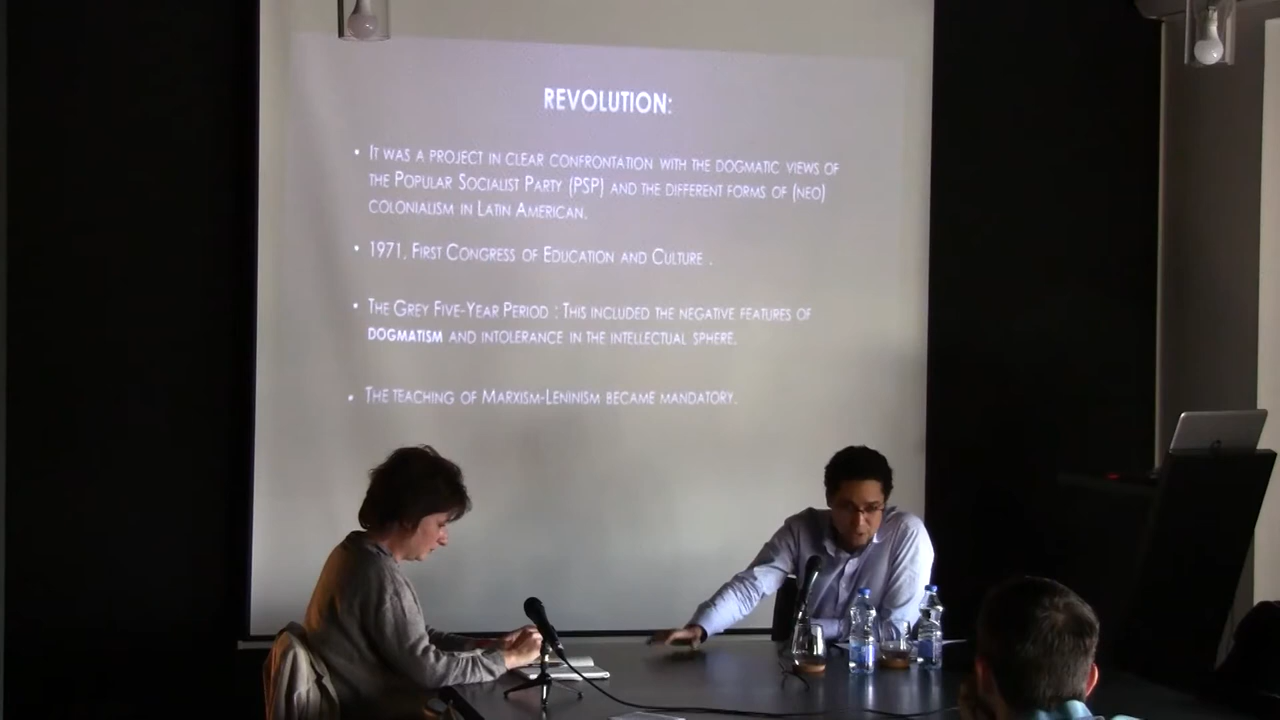 REVOLUTION:
• IT WAS A PROJECT IN CLEAR CONFRONTATION WITH THE DOGMATIC VIEWS OF
THE POPULAR SOCIALIST PARTY (PSP) AND THE DIFFERENT FORMS OF (NEO)
COLONIALISM IN LATIN AMERICAN.
• 1971. FIRST CONGRESS OF EDUCATION AND CULTURE .
• THE GREY FIVE-YEAR PERIOD : THIS INCLUDED THE NEGATIVE FEATURES OF
DOGMATISM AND INTOLERANCE IN THE INTELLECTUAL SPHERE.
• THE TEACHING OF MARXISM-LENINISM BECAME MANDATORY.